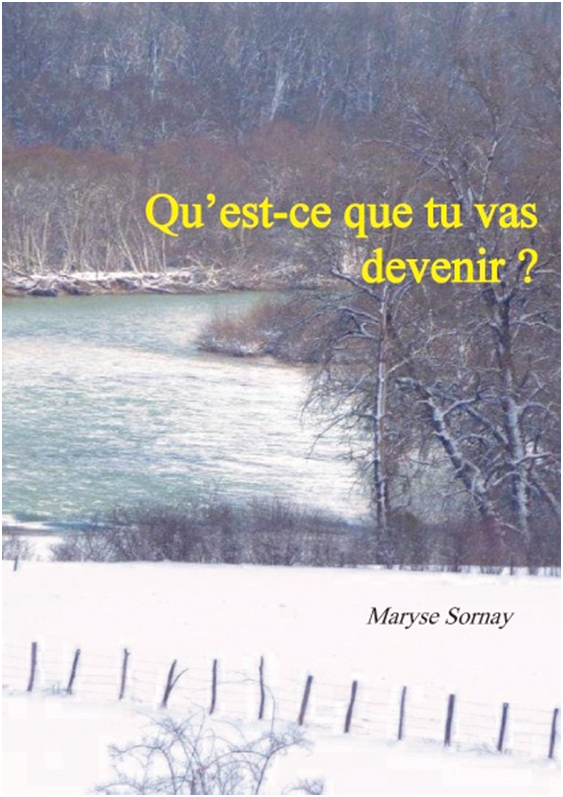 Qu’est-ce que tu vas
devenir ?
Maryse Sornay